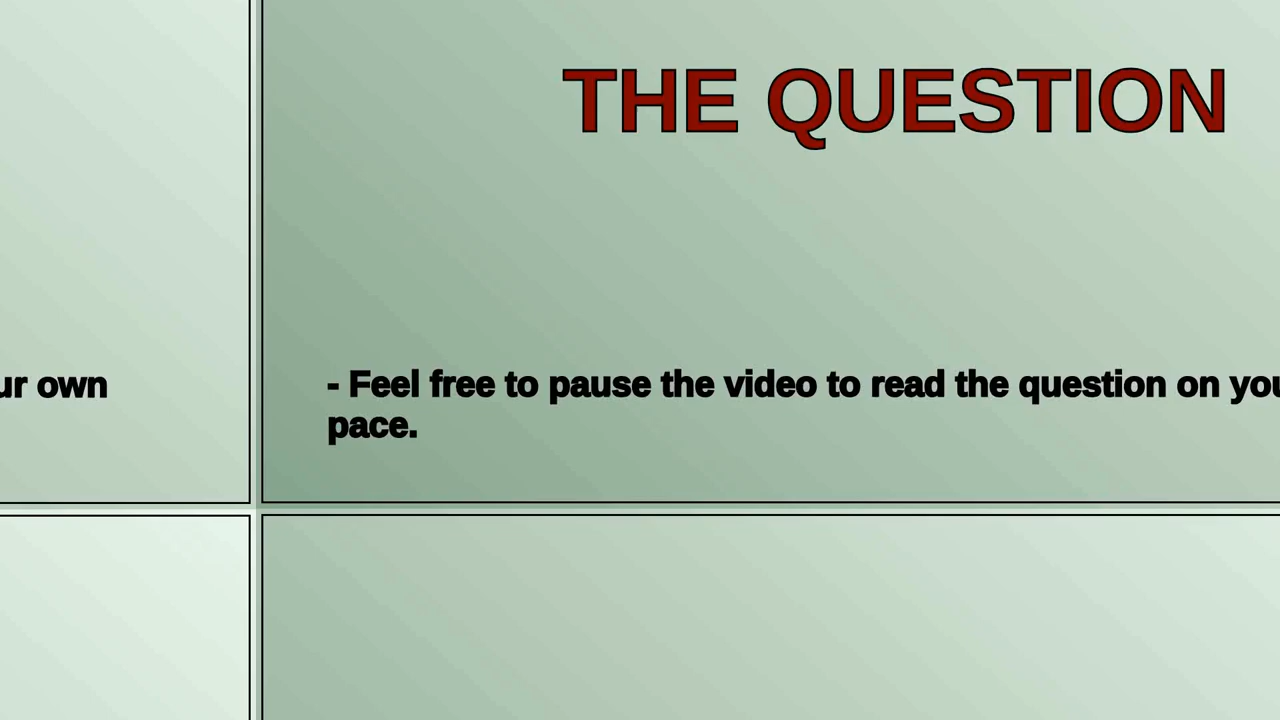 THE QUESTION
ur own
- Feel free to pause the video to read the question on you
pace.